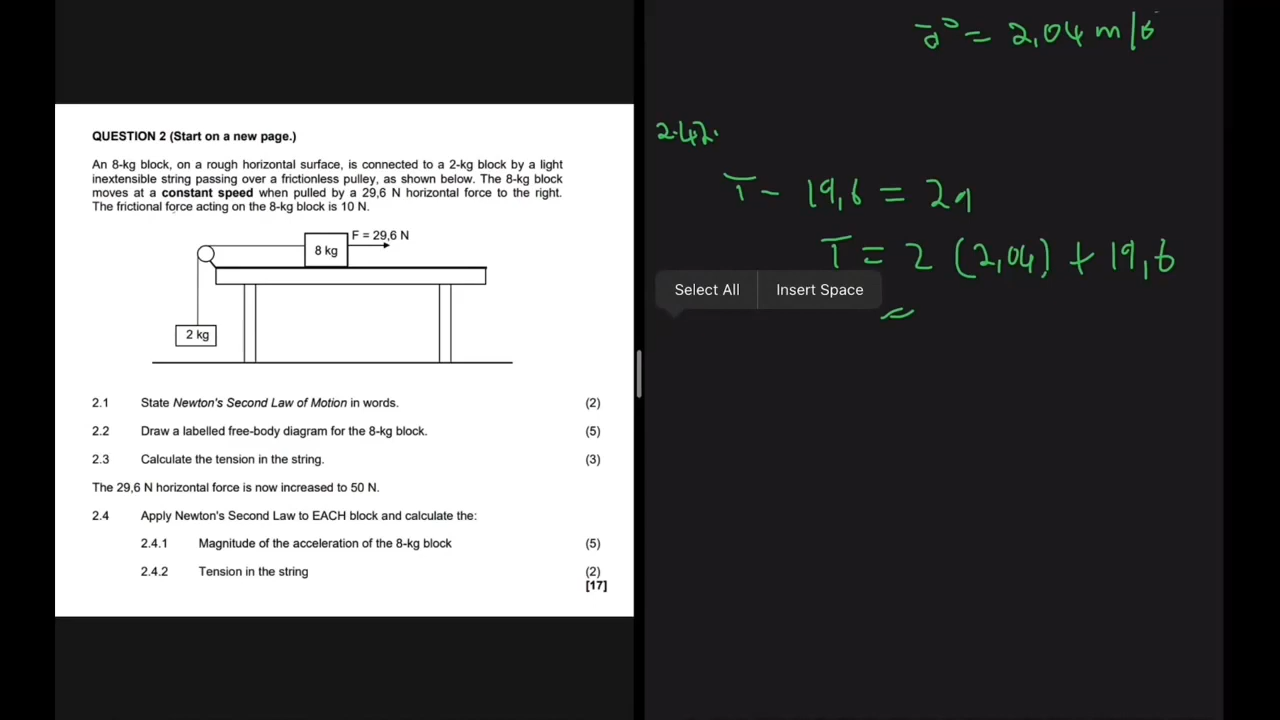 QUESTION 2 (Start on a new page.)
An 8-kg block, on a rough horizontal surface, is connected to a 2-kg block by a light
inextensible string passing over a frictionless pulley, as shown below. The 8-kg block
moves at a constant speed when pulled by a 29,6 N horizontal force to the right.
The frictional force acting on the 8-kg block is 10 N.
F = 29,6 N
8 kg
2 kg
2.1 State Newton's Second Law of Motion in words. (2)
2.2 Draw a labelled free-body diagram for the 8-kg block. (5)
2.3 Calculate the tension in the string. (3)
The 29,6 N horizontal force is now increased to 50 N.
2.4 Apply Newton's Second Law to EACH block and calculate the:
2.4.1 Magnitude of the acceleration of the 8-kg block (5)
2.4.2 Tension in the string (2)
[17]
= 2,04 m/s
2.42.
T - 19,6 = 2a
T = 2 (2,04) + 19,6
Select All
Insert Space
=